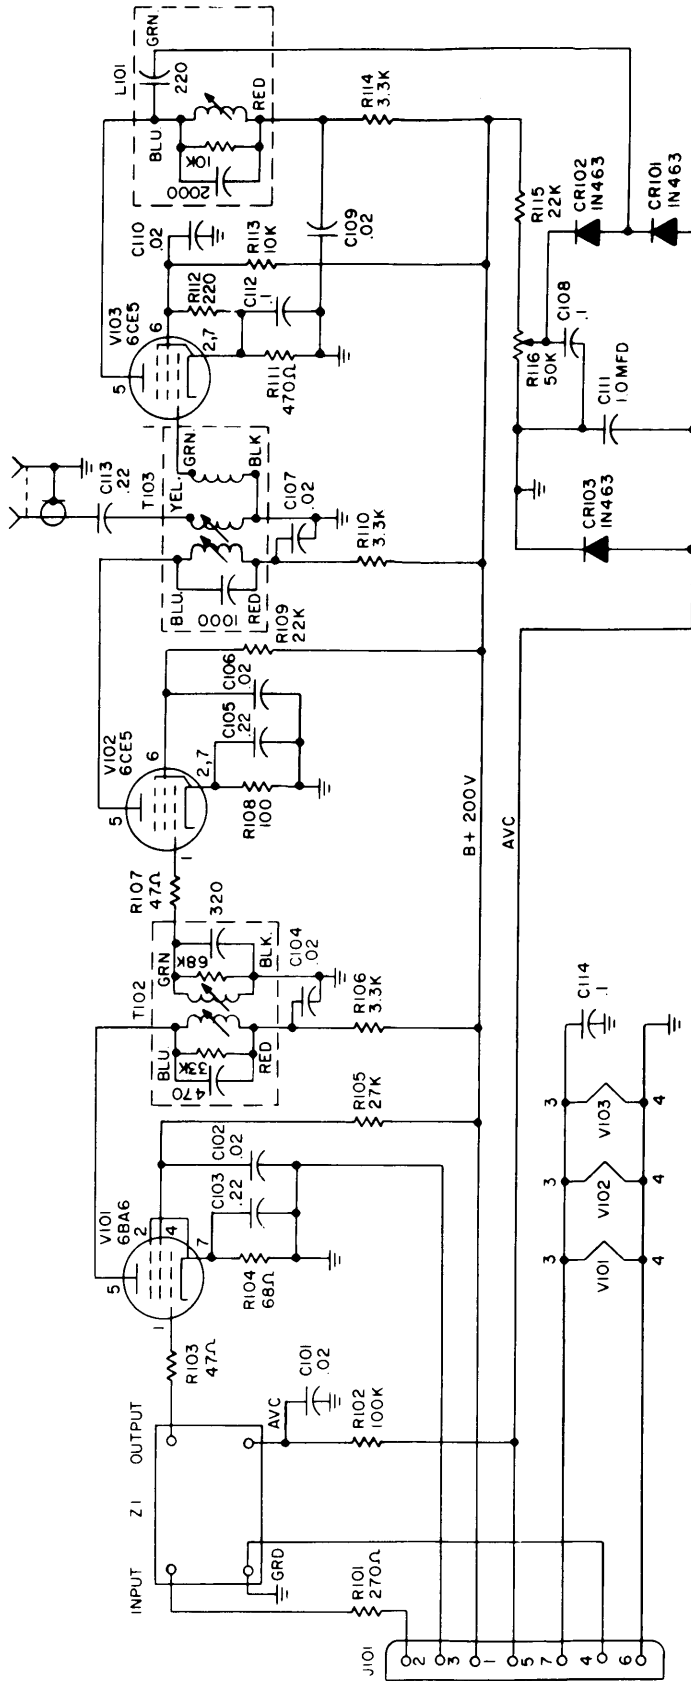 INPUT
Z1
OUTPUT
GRD
AVC
R101
270Ω
R102
100K
C101
.02
R103
47Ω
V101
6BA6
5
2
4
1
7
R104
68Ω
C103
.22
C102
.02
R105
27K
T102
BLU
RED
470
33K
GRN
68K
BLK.
320
C104
.02
R106
3.3K
R107
47Ω
V102
6CE5
5
6
1
2,7
R108
100
C105
.22
C106
.02
R109
22K
T103
BLU.
RED
1000
YEL.
GRN.
BLK
C113
.22
C107
.02
R110
3.3K
V103
6CE5
5
6
2,7
R111
470Ω
R112
220
C112
.1
C110
.02
R113
10K
C109
.02
L101
BLU.
GRN.
RED
220
10K
2000
R114
3.3K
B+ 200V
AVC
R115
22K
R116
50K
C108
.1
C111
1.0MFD
CR103
1N463
CR102
1N463
CR101
1N463
J101
2
3
1
5
7
4
6
3
V101
4
3
V102
4
3
V103
4
C114
.1